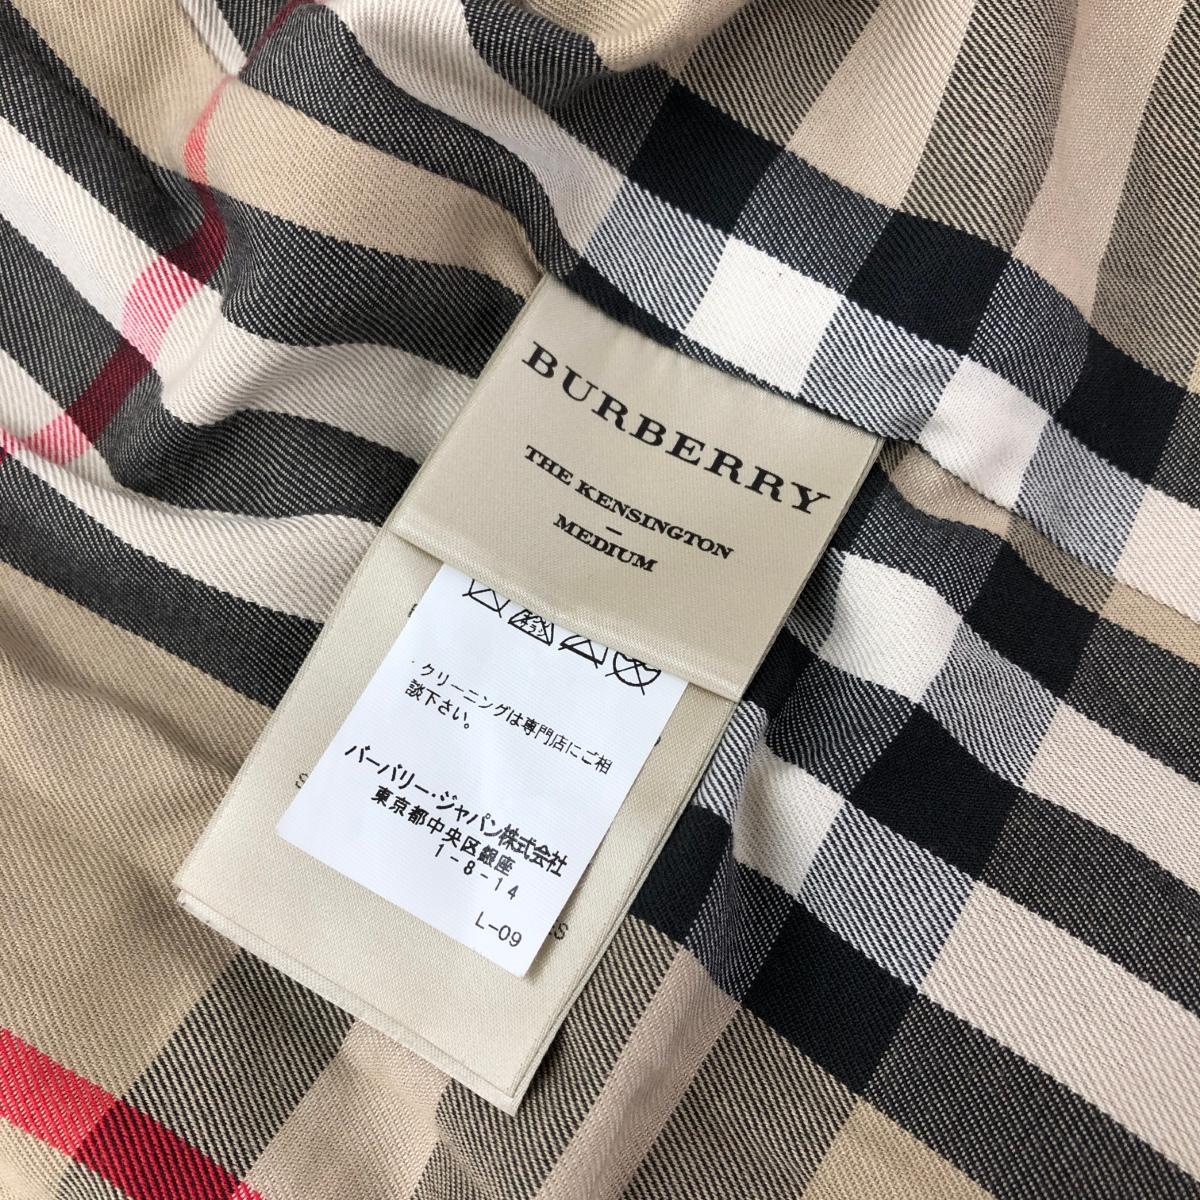 BURBERRY
THE KENSINGTON
–
MEDIUM
クリーニングは専門店にご相
談下さい。
バーバリー・ジャパン株式会社
東京都中央区銀座
1-8-14
L-09